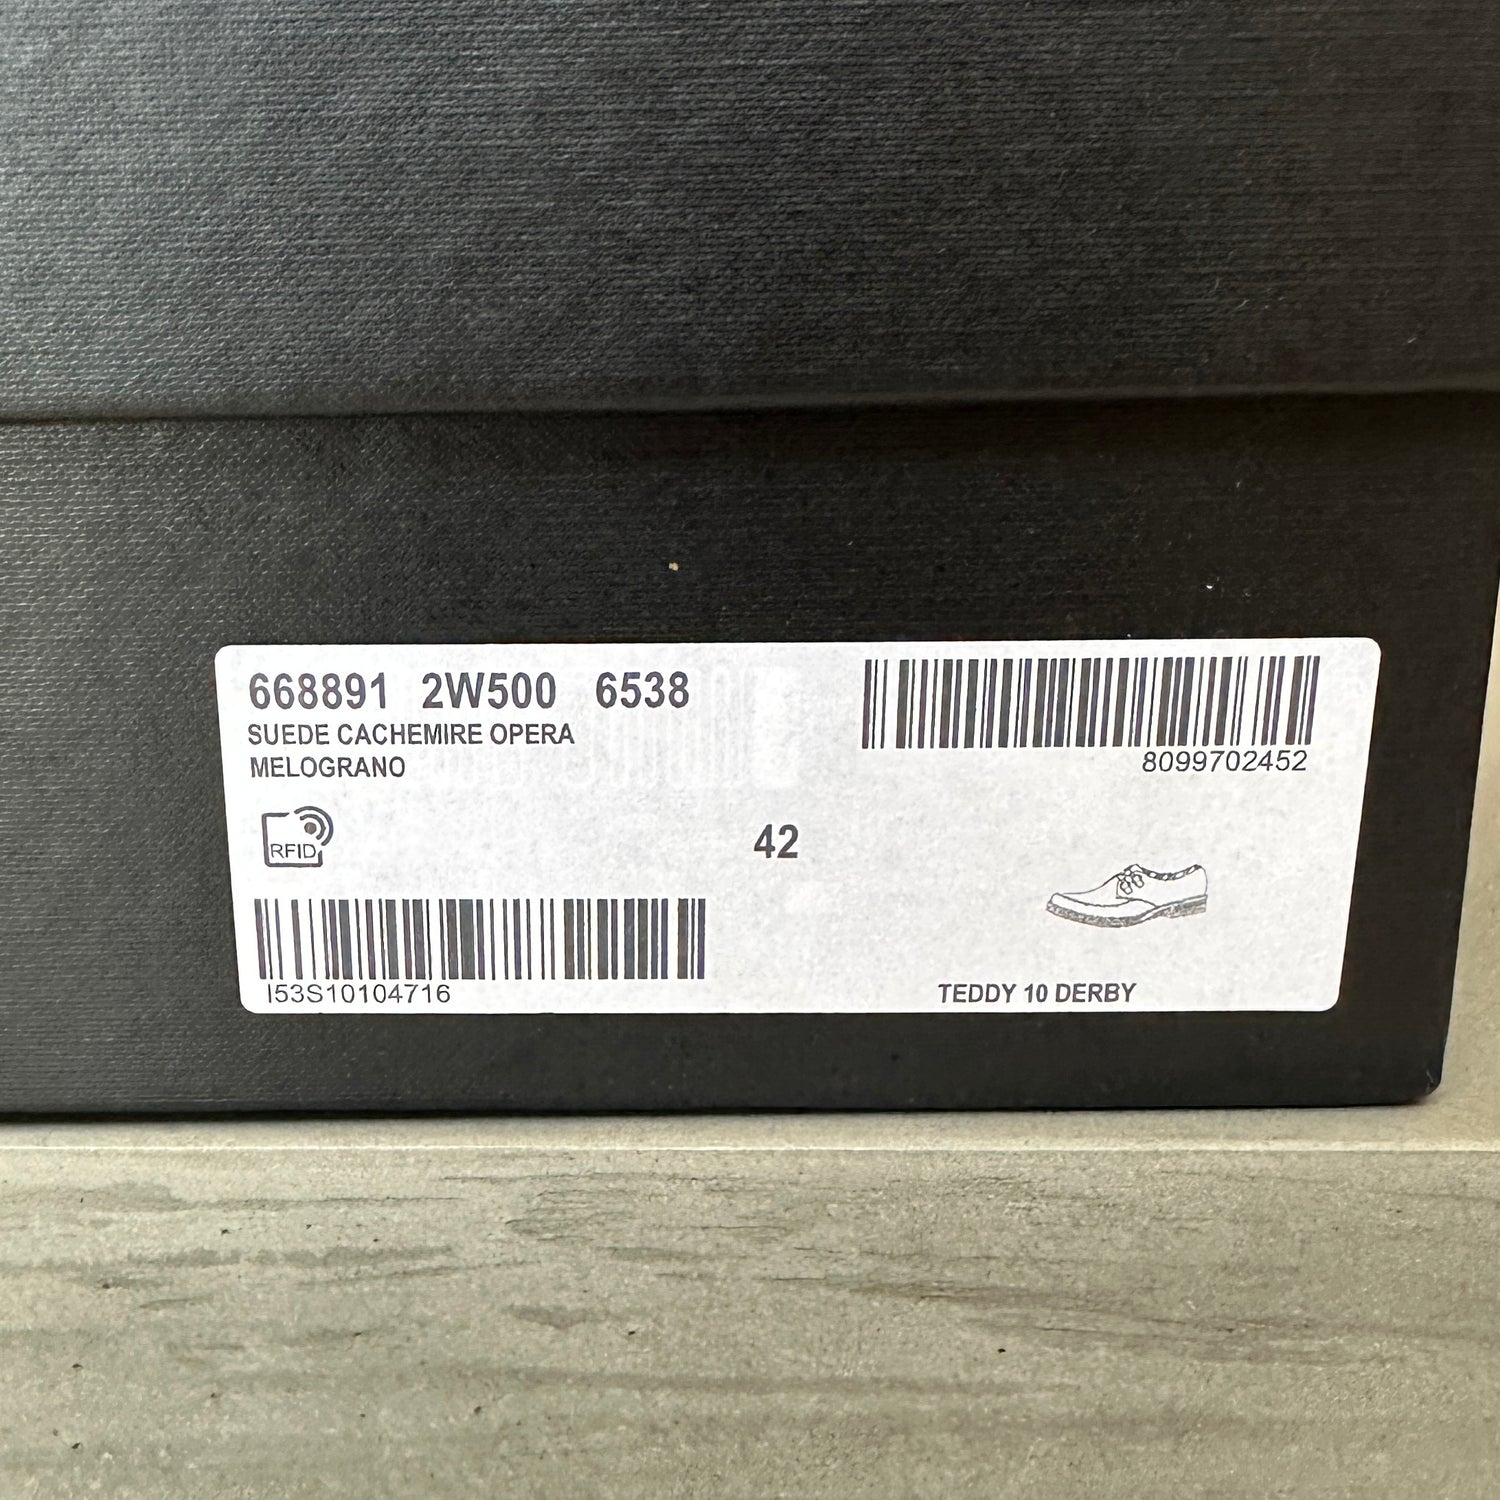 668891 2W500 6538
SUEDE CACHEMIRE OPERA
MELOGRANO
8099702452
RFID
42
I53S10104716
TEDDY 10 DERBY